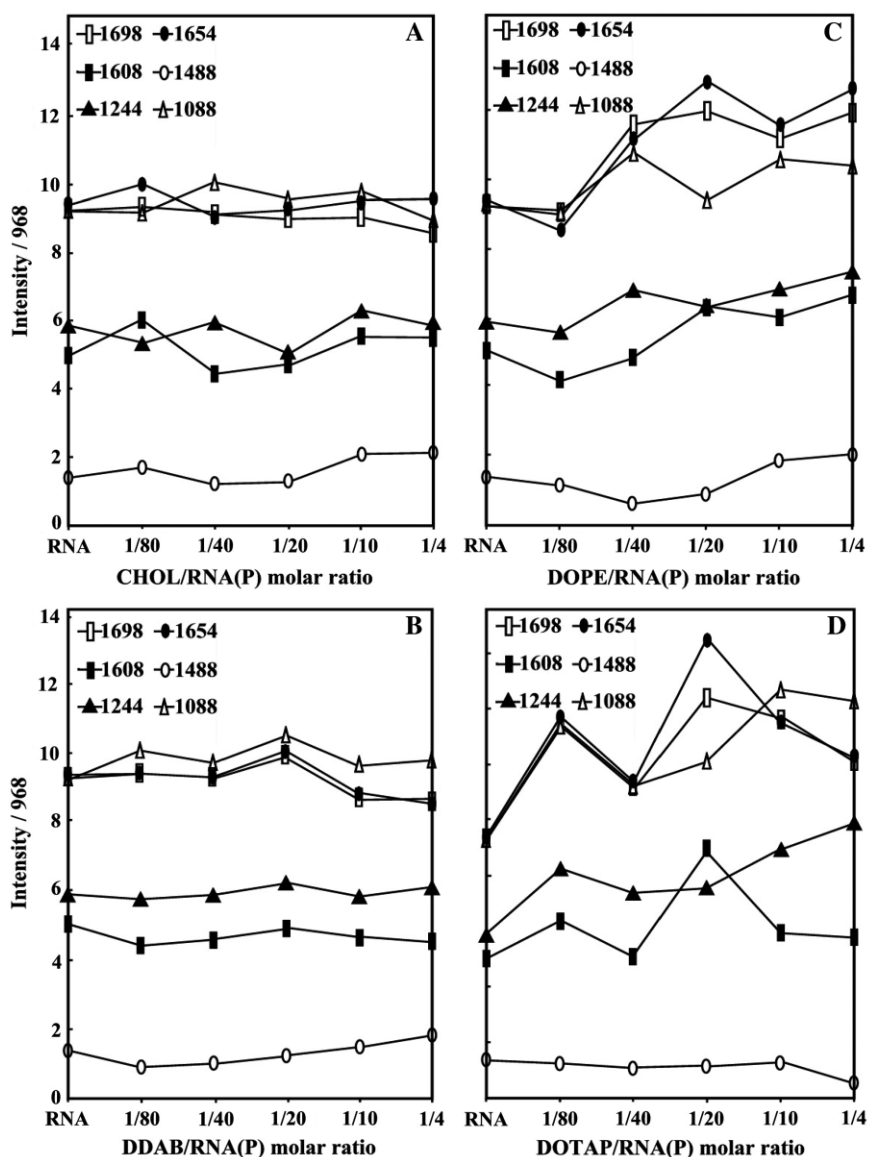 A
1698 1654
1608 1488
1244 1088
14
12
10
8
6
4
2
0
Intensity / 968
RNA 1/80 1/40 1/20 1/10 1/4
CHOL/RNA(P) molar ratio
C
1698 1654
1608 1488
1244 1088
RNA 1/80 1/40 1/20 1/10 1/4
DOPE/RNA(P) molar ratio
B
1698 1654
1608 1488
1244 1088
14
12
10
8
6
4
2
0
Intensity / 968
RNA 1/80 1/40 1/20 1/10 1/4
DDAB/RNA(P) molar ratio
D
1698 1654
1608 1488
1244 1088
RNA 1/80 1/40 1/20 1/10 1/4
DOTAP/RNA(P) molar ratio